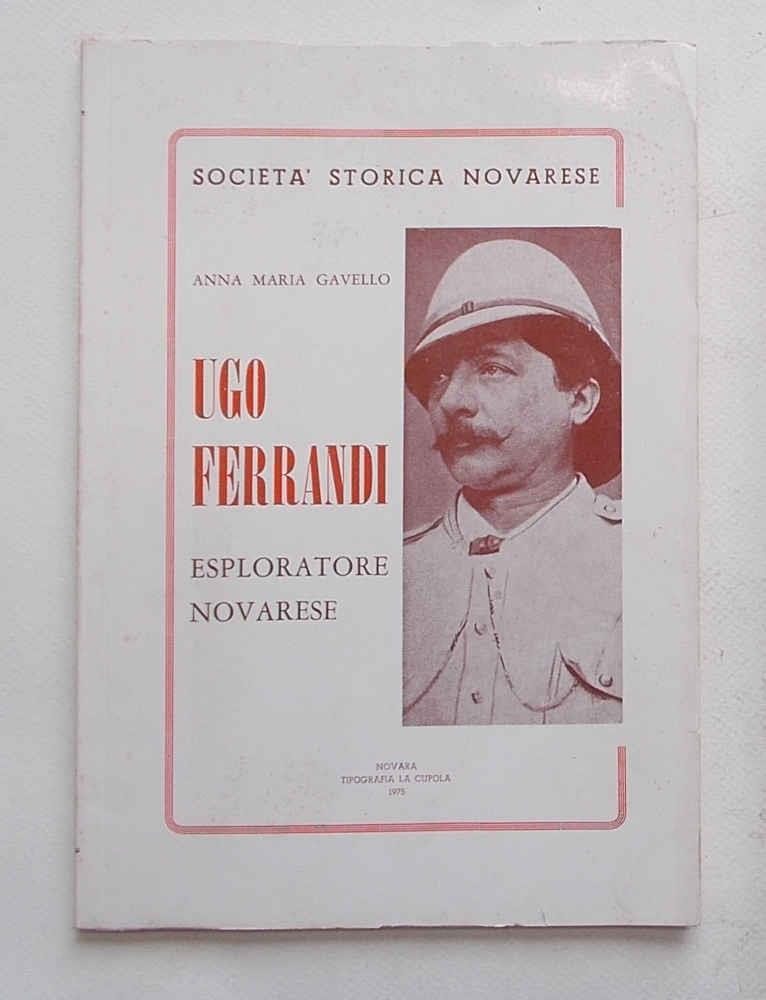 SOCIETA' STORICA NOVARESE
ANNA MARIA GAVELLO
UGO
FERRANDI
ESPLORATORE
NOVARESE
NOVARA
TIPOGRAFIA LA CUPOLA
1975